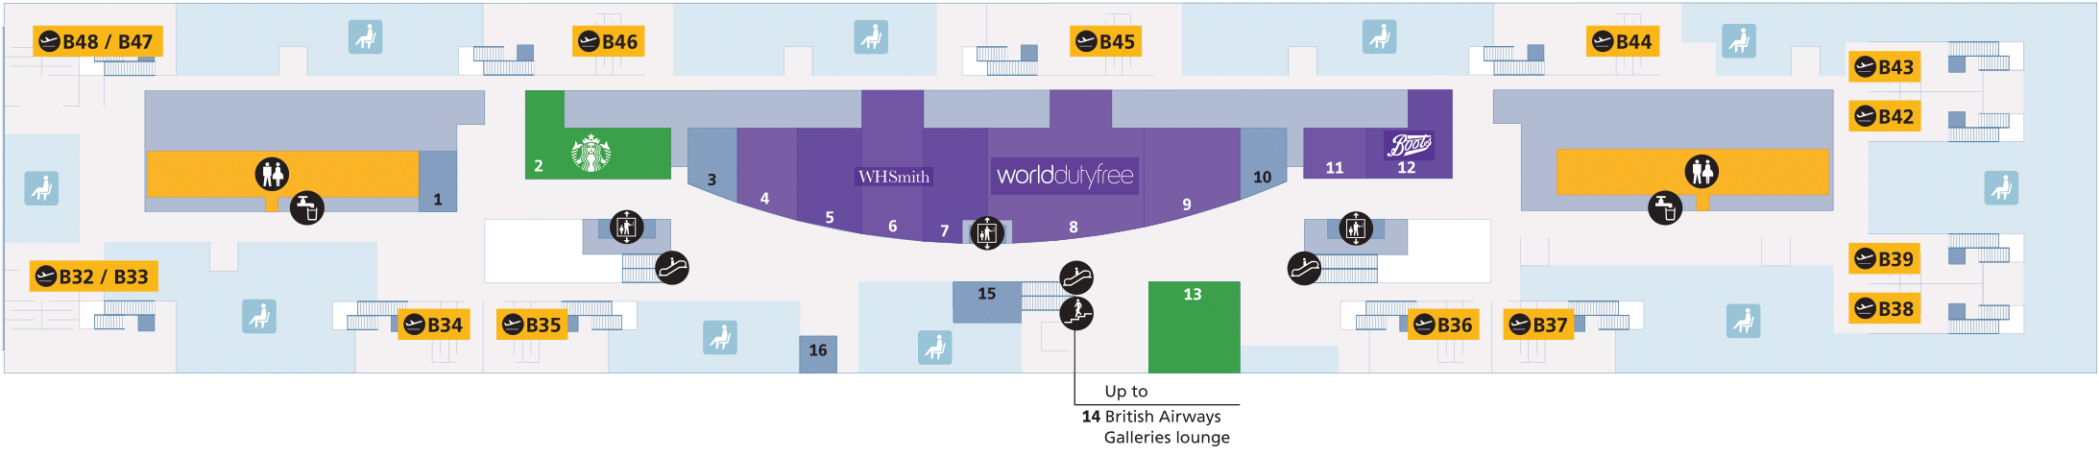 B48 / B47
B46
B45
B44
B43
B42
2
3
4
5
WHSmith
6
7
worlddutyfree
8
9
10
11
Boots
12
1
B32 / B33
B34
B35
16
15
13
B36
B37
B39
B38
Up to
14 British Airways
Galleries lounge